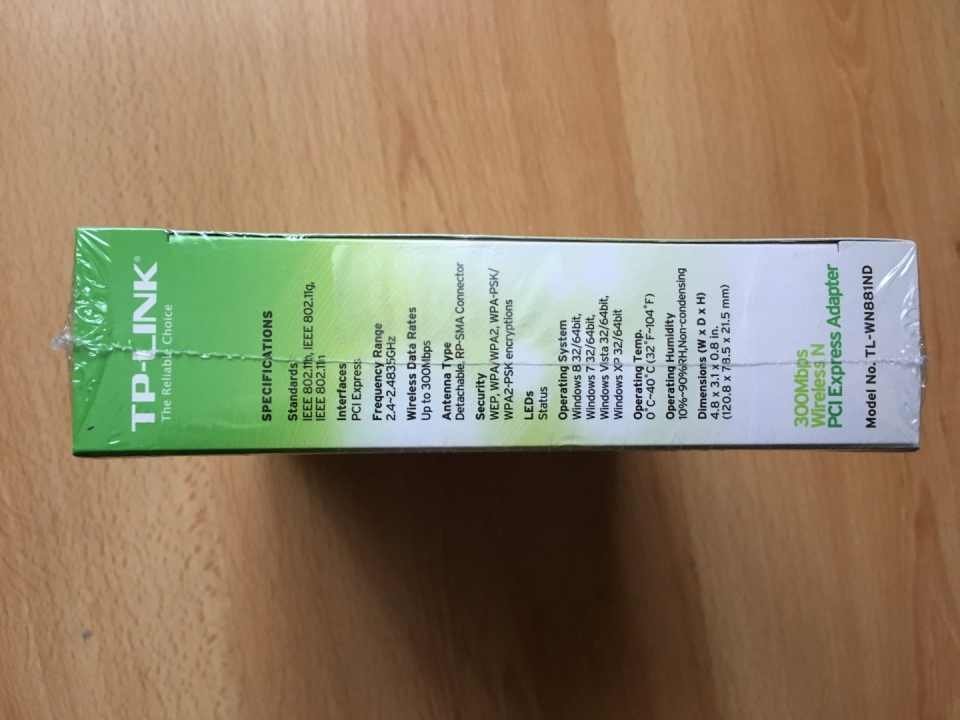 TP-LINK®
The Reliable Choice
SPECIFICATIONS
Standards
IEEE 802.11b, IEEE 802.11g,
IEEE 802.11n
Interfaces
PCI Express
Frequency Range
2.4~2.4835GHz
Wireless Data Rates
Up to 300Mbps
Antenna Type
Detachable, RP-SMA Connector
Security
WEP, WPA/WPA2, WPA-PSK/
WPA2-PSK encryptions
LEDs
Status
Operating System
Windows 8 32/64bit,
Windows 7 32/64bit,
Windows Vista 32/64bit,
Windows XP 32/64bit
Operating Temp.
0°C~40°C (32°F~104°F)
Operating Humidity
10%~90%RH,Non-condensing
Dimensions (W x D x H)
4.8 x 3.1 x 0.8 in.
(120.8 x 78.5 x 21.5 mm)
300Mbps
Wireless N
PCI Express Adapter
Model No. TL-WN881ND